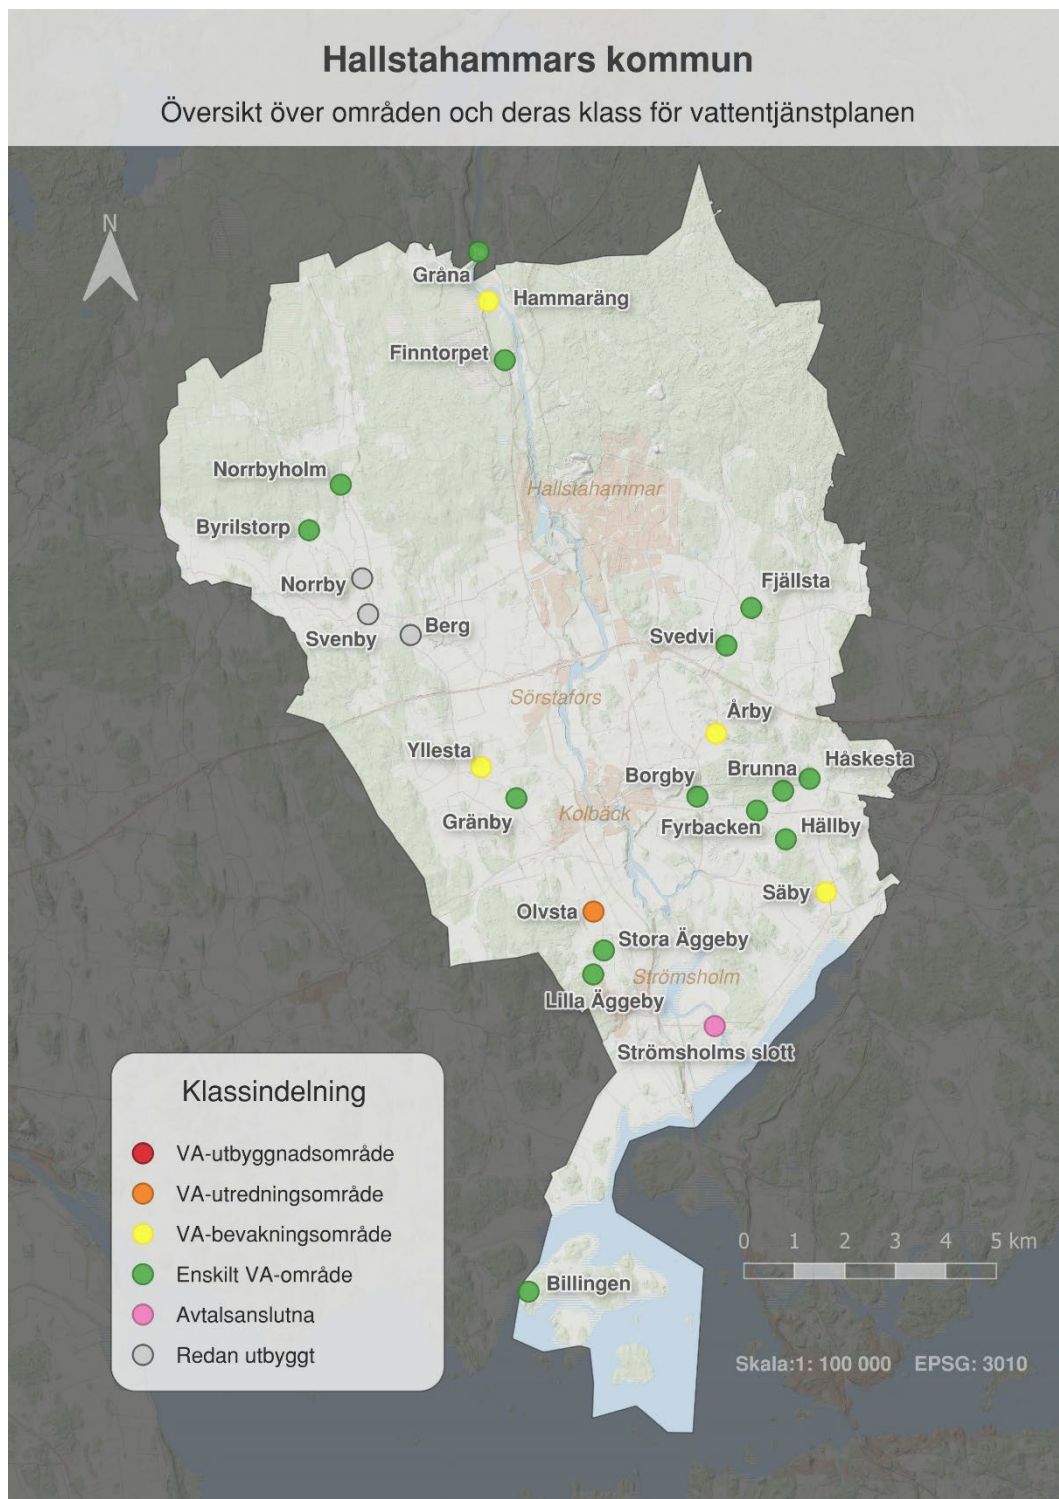 Hallstahammars kommun
Översikt över områden och deras klass för vattentjänstplanen
N
Gråna
Hammaräng
Finntorpet
Norrbyholm
Hallstahammar
Byrilstorp
Norrby
Fjällsta
Svenby
Berg
Svedvi
Sörstafors
Årby
Yllesta
Håskesta
Brunna
Borgby
Gränby
Kolbäck
Fyrbacken
Hällby
Säby
Olvsta
Stora Äggeby
Strömsholm
Lilla Äggeby
Strömsholms slott
Klassindelning
VA-utbyggnadsområde
VA-utredningsområde
VA-bevakningsområde
Enskilt VA-område
Avtalsanslutna
Redan utbyggt
0 1 2 3 4 5 km
Billingen
Skala:1: 100 000 EPSG: 3010